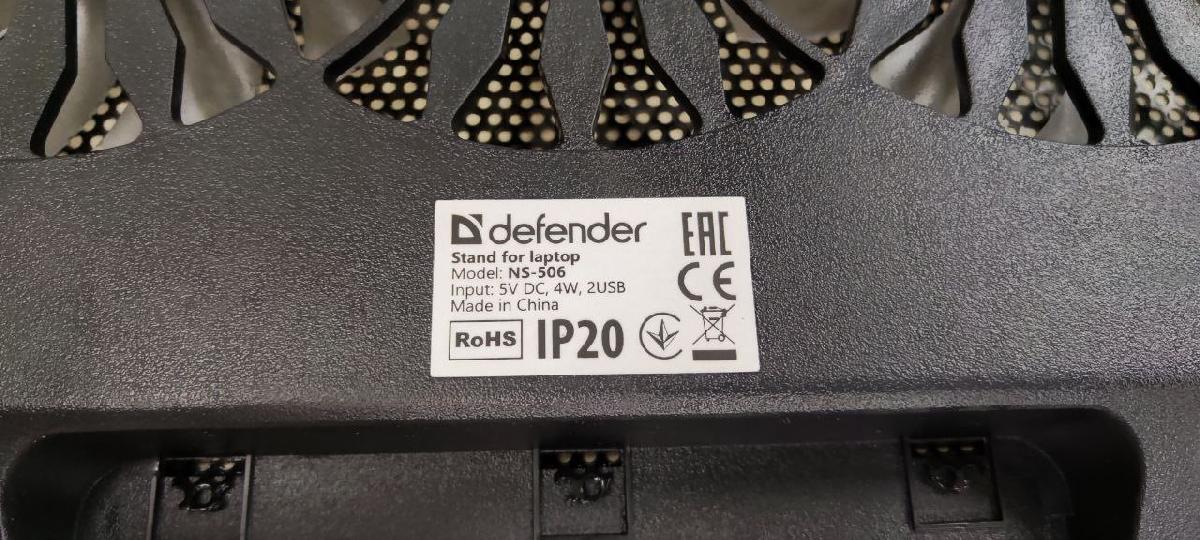 defender
EAC
Stand for laptop
Model: NS-506
Input: 5V DC, 4W, 2USB
Made in China
CE
RoHS
IP20